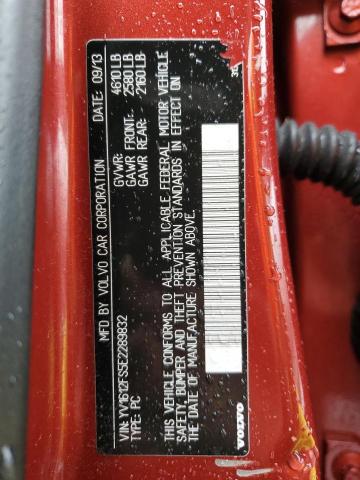 MFD BY VOLVO CAR CORPORATION DATE: 09/13
GVWR: 4610 LB
GAWR FRONT: 2580 LB
GAWR REAR: 2160 LB
VIN: YV1612FS5E2289832
TYPE: PC
THIS VEHICLE CONFORMS TO ALL APPLICABLE FEDERAL MOTOR VEHICLE
SAFETY, BUMPER AND THEFT PREVENTION STANDARDS IN EFFECT ON
THE DATE OF MANUFACTURE SHOWN ABOVE.
VOLVO